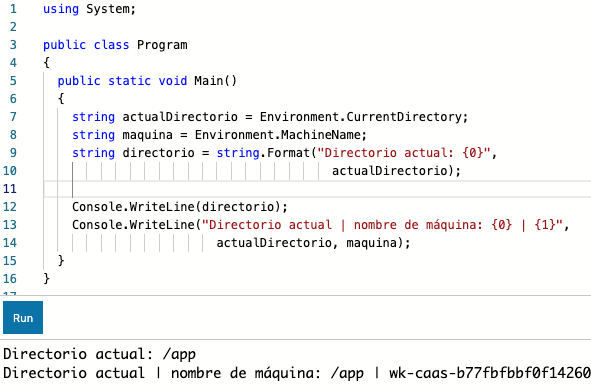 1 using System;
2
3 public class Program
4 {
5 public static void Main()
6 {
7 string actualDirectorio = Environment.CurrentDirectory;
8 string maquina = Environment.MachineName;
9 string directorio = string.Format("Directorio actual: {0}",
10 actualDirectorio);
11
12 Console.WriteLine(directorio);
13 Console.WriteLine("Directorio actual | nombre de máquina: {0} | {1}",
14 actualDirectorio, maquina);
15 }
16 }
17
Run
Directorio actual: /app
Directorio actual | nombre de máquina: /app | wk-caas-b77fbfbbf0f14260